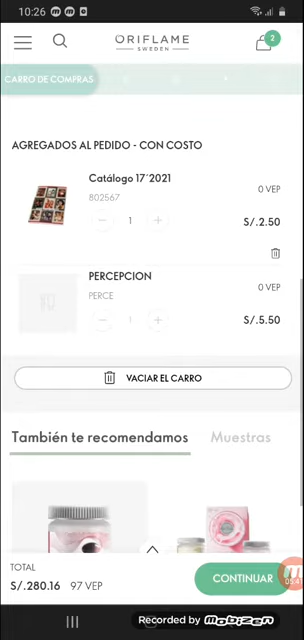 10:26
ORIFLAME
SWEDEN
2
CARRO DE COMPRAS
AGREGADOS AL PEDIDO - CON COSTO
Catálogo 17´2021
0 VEP
802567
1
S/.2.50
PERCEPCION
0 VEP
PERCE
1
S/.5.50
VACIAR EL CARRO
También te recomendamos
Muestras
TOTAL
S/.280.16 97 VEP
CONTINUAR
Recorded by MOBIZEN